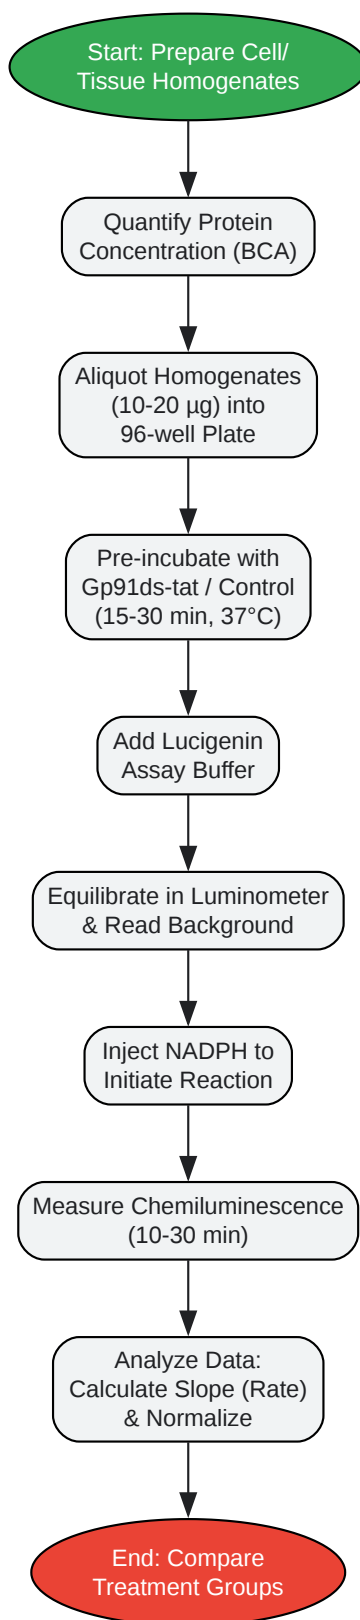 Start: Prepare Cell/
Tissue Homogenates
Quantify Protein
Concentration (BCA)
Aliquot Homogenates
(10-20 µg) into
96-well Plate
Pre-incubate with
Gp91ds-tat / Control
(15-30 min, 37°C)
Add Lucigenin
Assay Buffer
Equilibrate in Luminometer
& Read Background
Inject NADPH to
Initiate Reaction
Measure Chemiluminescence
(10-30 min)
Analyze Data:
Calculate Slope (Rate)
& Normalize
End: Compare
Treatment Groups